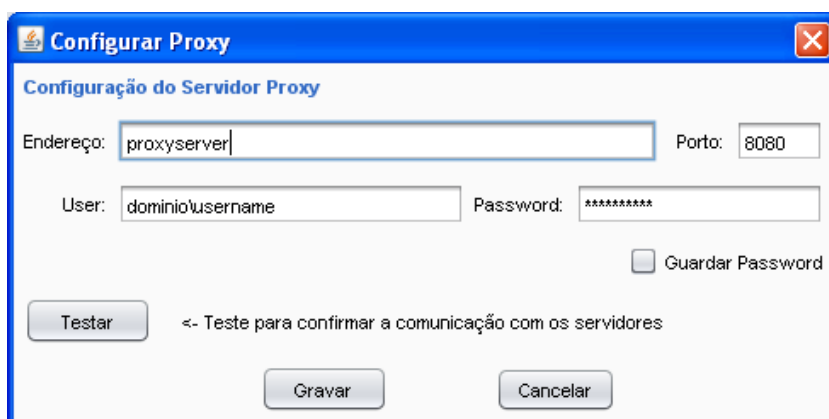 Configurar Proxy
Configuração do Servidor Proxy
Endereço: proxyserver Porto: 8080
User: dominio\username Password: **********
Guardar Password
Testar <- Teste para confirmar a comunicação com os servidores
Gravar Cancelar